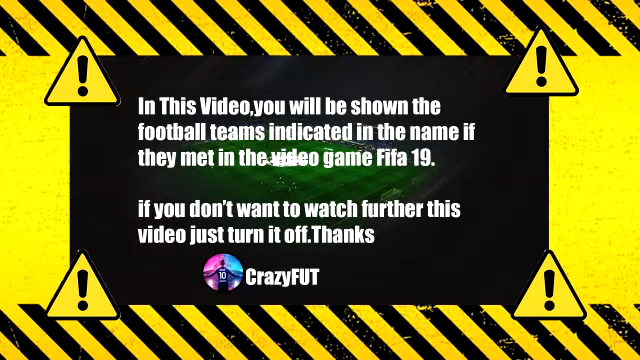 In This Video,you will be shown the
football teams indicated in the name if
they met in the video game Fifa 19.
if you don't want to watch further this
video just turn it off.Thanks
10
CrazyFUT